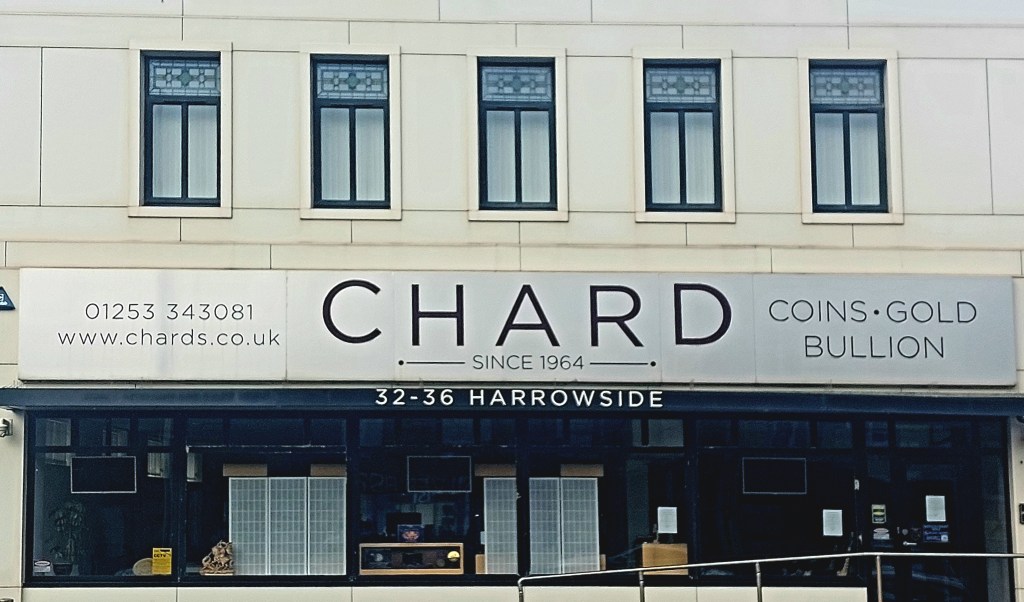 01253 343081
www.chards.co.uk
CHARD
SINCE 1964
COINS • GOLD
BULLION
32-36 HARROWSIDE